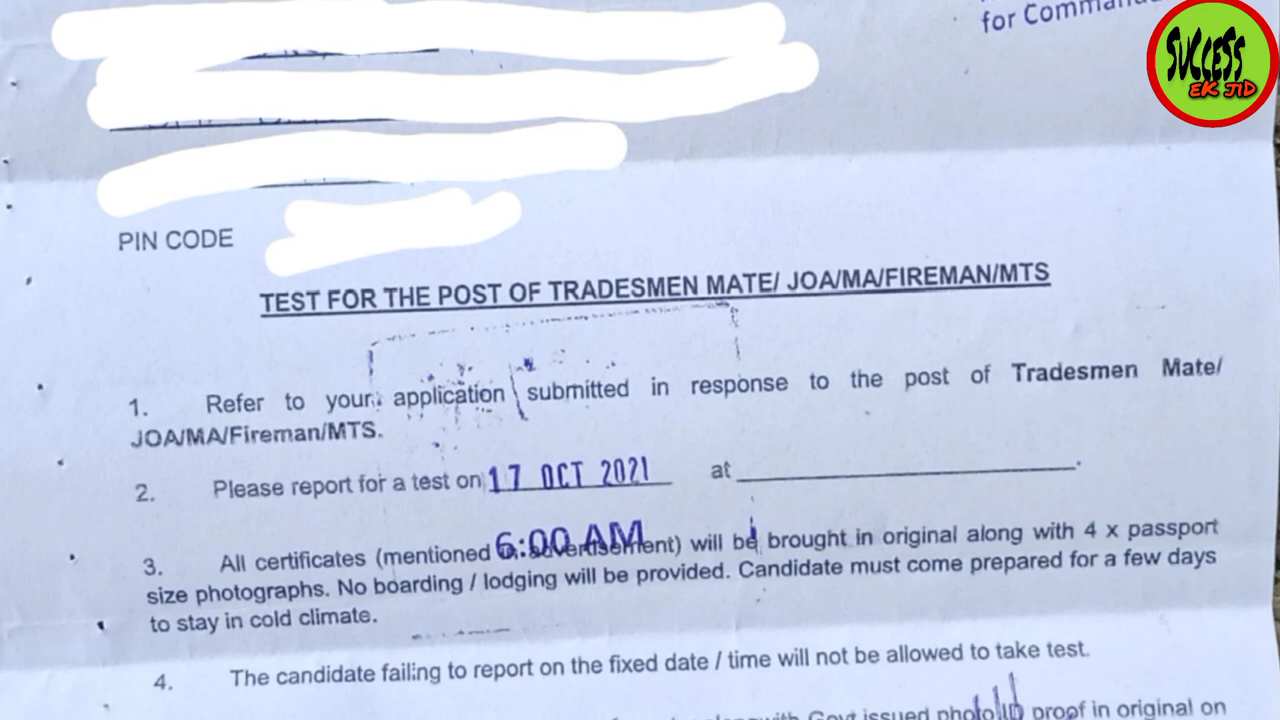 for Comman
SUCCESS
EK JID
PIN CODE
TEST FOR THE POST OF TRADESMEN MATE/ JOA/MA/FIREMAN/MTS
1. Refer to your application submitted in response to the post of Tradesmen Mate/
JOA/MA/Fireman/MTS.
2. Please report for a test on 17 OCT 2021 at
6:00 AM
3. All certificates (mentioned advertisement) will be brought in original along with 4 x passport
size photographs. No boarding / lodging will be provided. Candidate must come prepared for a few days
to stay in cold climate.
4. The candidate failing to report on the fixed date / time will not be allowed to take test.
with Govt issued photo ID proof in original on